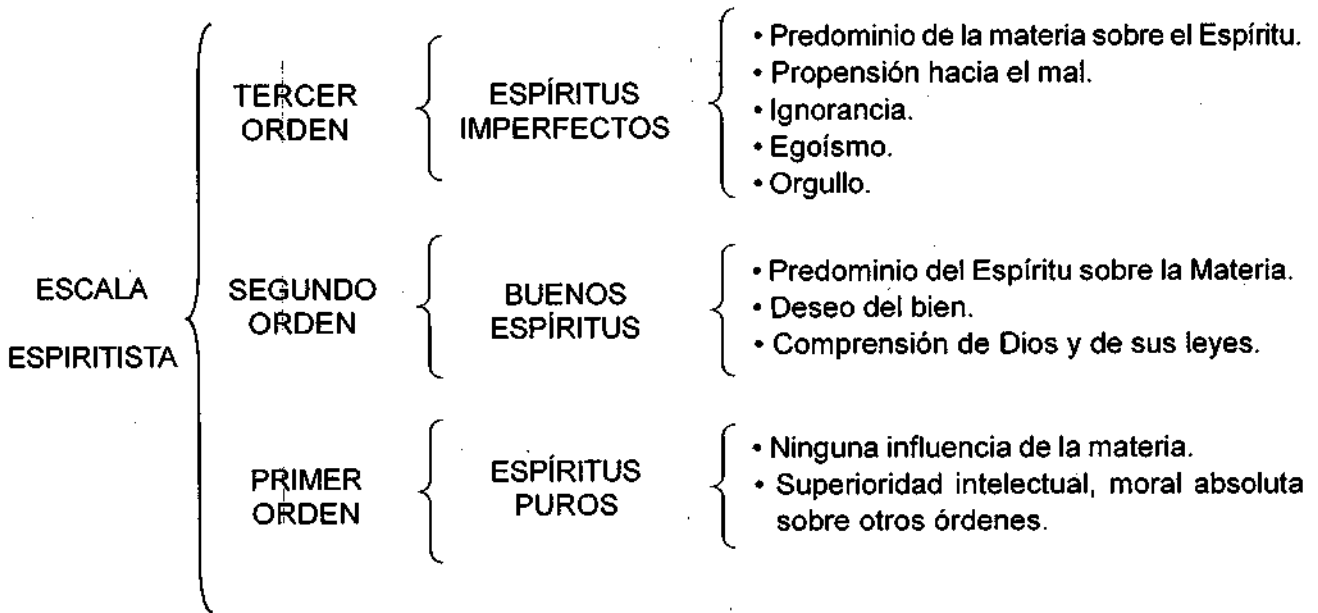 ESCALA
ESPIRITISTA
TERCER
ORDEN
ESPÍRITUS
IMPERFECTOS
• Predominio de la materia sobre el Espíritu.
• Propensión hacia el mal.
• Ignorancia.
• Egoísmo.
• Orgullo.
SEGUNDO
ORDEN
BUENOS
ESPÍRITUS
• Predominio del Espíritu sobre la Materia.
• Deseo del bien.
• Comprensión de Dios y de sus leyes.
PRIMER
ORDEN
ESPÍRITUS
PUROS
• Ninguna influencia de la materia.
• Superioridad intelectual, moral absoluta
sobre otros órdenes.